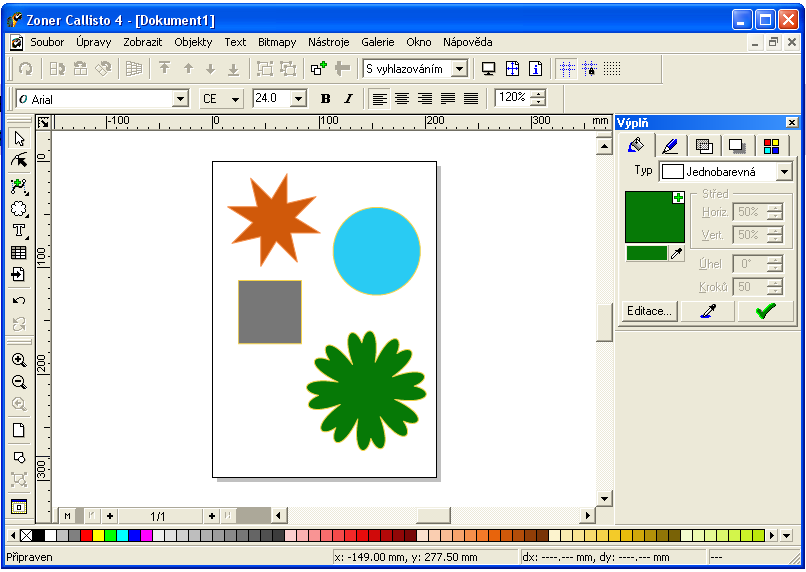 Zoner Callisto 4 - [Dokument1]
Soubor Úpravy Zobrazit Objekty Text Bitmapy Nástroje Galerie Okno Nápověda
S vyhlazováním
O Arial CE 24.0 B I 120%
-100 0 100 200 300 mm
Výplň
Typ Jednobarevná
Střed
Horiz. 50%
Vert. 50%
Úhel 0°
Kroků 50
Editace...
0
100
200
300
M 1/1
Připraven x: -149.00 mm, y: 277.50 mm dx: ----.--- mm, dy: ----.--- mm ---